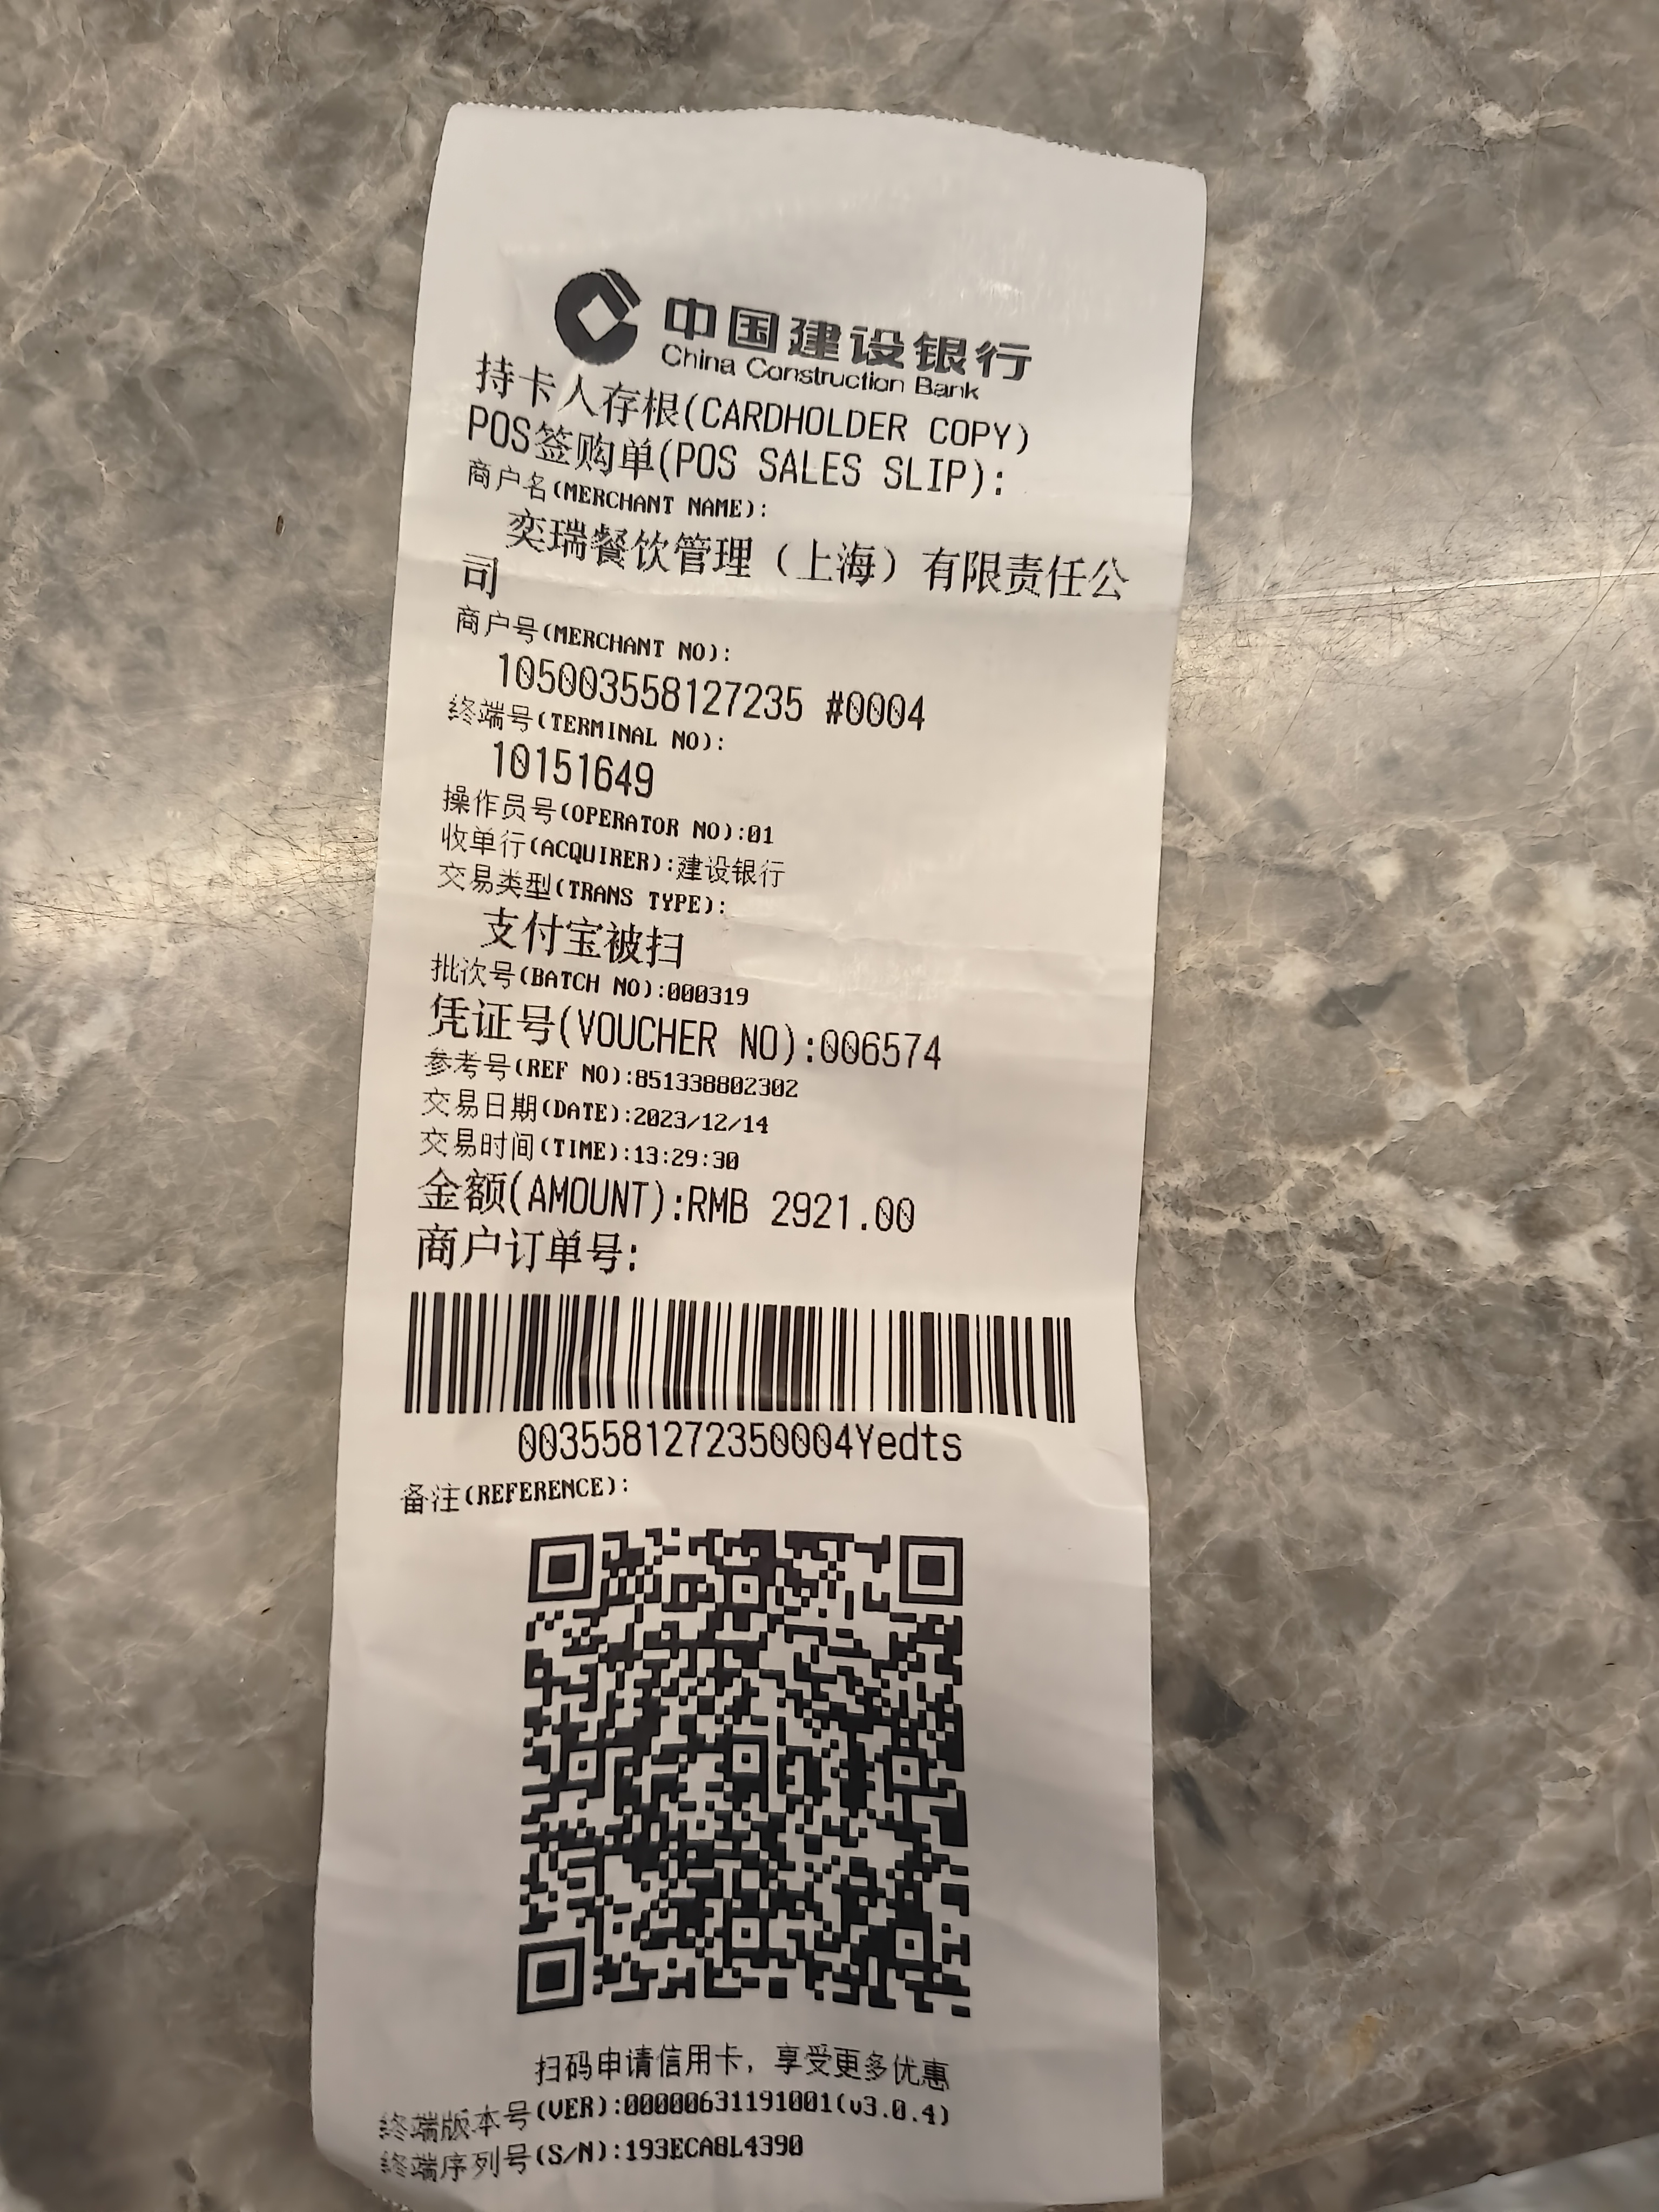 中国建设银行
China Construction Bank
持卡人存根(CARDHOLDER COPY)
POS签购单(POS SALES SLIP):
商户名(MERCHANT NAME):
奕瑞餐饮管理（上海）有限责任公
司
商户号(MERCHANT NO):
105003558127235 #0004
终端号(TERMINAL NO):
10151649
操作员号(OPERATOR NO):01
收单行(ACQUIRER):建设银行
交易类型(TRANS TYPE):
支付宝被扫
批次号(BATCH NO):000319
凭证号(VOUCHER NO):006574
参考号(REF NO):851338802302
交易日期(DATE):2023/12/14
交易时间(TIME):13:29:30
金额(AMOUNT):RMB 2921.00
商户订单号:
0035581272350004Yedts
备注(REFERENCE):
扫码申请信用卡，享受更多优惠
终端版本号(VER):00000631191001(v3.0.4)
终端序列号(S/N):193ECA8L4390